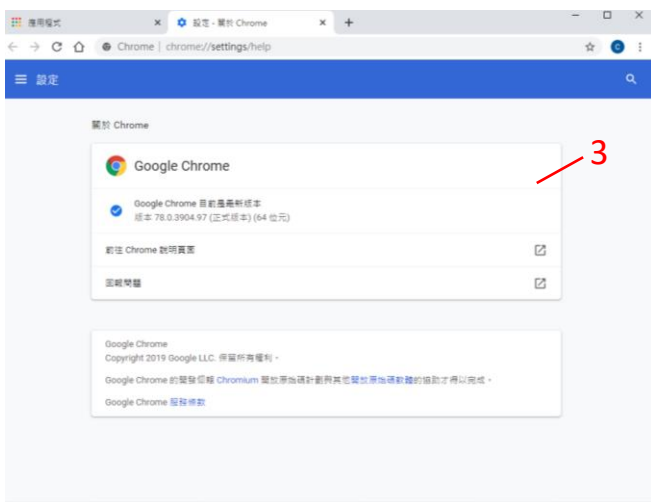 應用程式
設定 - 關於 Chrome
Chrome | chrome://settings/help
C
設定
關於 Chrome
3
Google Chrome
Google Chrome 目前是最新版本
版本 78.0.3904.97 (正式版本) (64 位元)
前往 Chrome 說明頁面
回報問題
Google Chrome
Copyright 2019 Google LLC. 保留所有權利。
Google Chrome 的開發仰賴 Chromium 開放原始碼計劃與其他開放原始碼軟體的協助才得以完成。
Google Chrome 服務條款